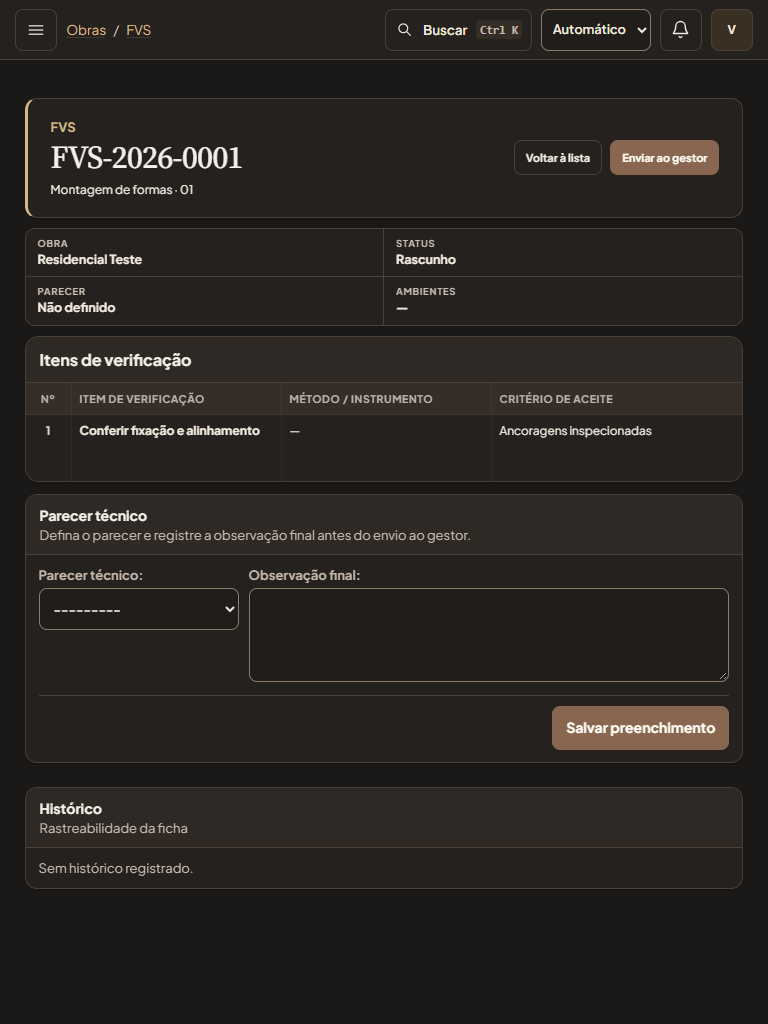 Obras / FVS
Buscar Ctrl K
Automático
V
FVS
FVS-2026-0001
Montagem de formas · 01
Voltar à lista
Enviar ao gestor
OBRA
Residencial Teste
STATUS
Rascunho
PARECER
Não definido
AMBIENTES
—
Itens de verificação
Nº ITEM DE VERIFICAÇÃO MÉTODO / INSTRUMENTO CRITÉRIO DE ACEITE
1 Conferir fixação e alinhamento — Ancoragens inspecionadas
Parecer técnico
Defina o parecer e registre a observação final antes do envio ao gestor.
Parecer técnico:
---------
Observação final:
Salvar preenchimento
Histórico
Rastreabilidade da ficha
Sem histórico registrado.